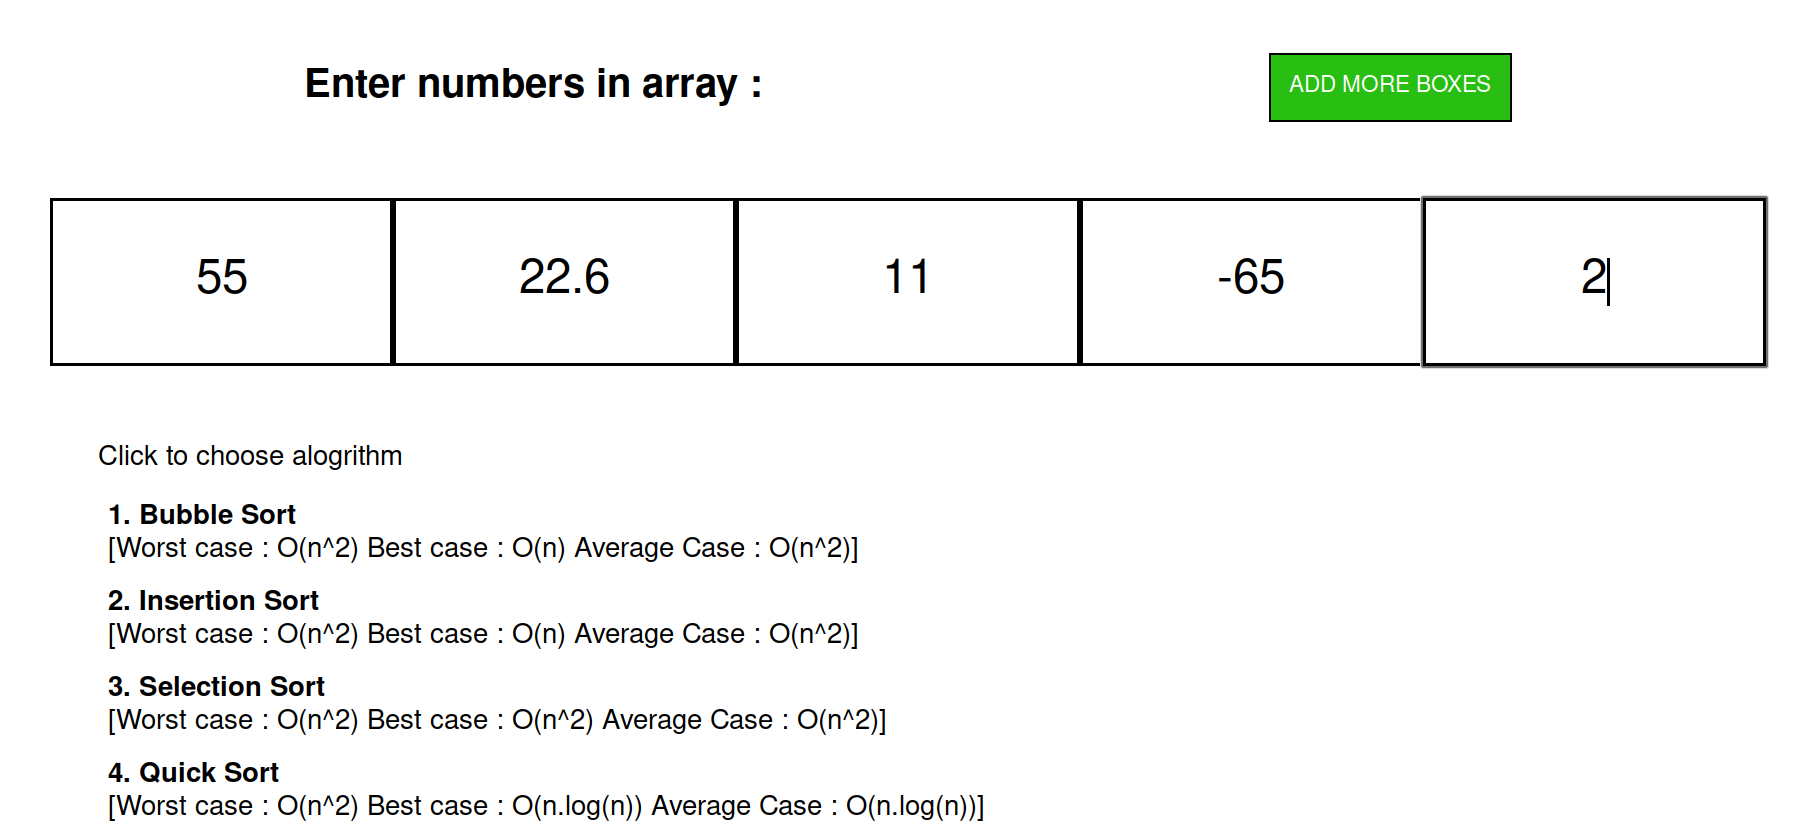 Enter numbers in array :
ADD MORE BOXES
55 22.6 11 -65 2
Click to choose alogrithm
1. Bubble Sort
[Worst case : O(n^2) Best case : O(n) Average Case : O(n^2)]
2. Insertion Sort
[Worst case : O(n^2) Best case : O(n) Average Case : O(n^2)]
3. Selection Sort
[Worst case : O(n^2) Best case : O(n^2) Average Case : O(n^2)]
4. Quick Sort
[Worst case : O(n^2) Best case : O(n.log(n)) Average Case : O(n.log(n))]